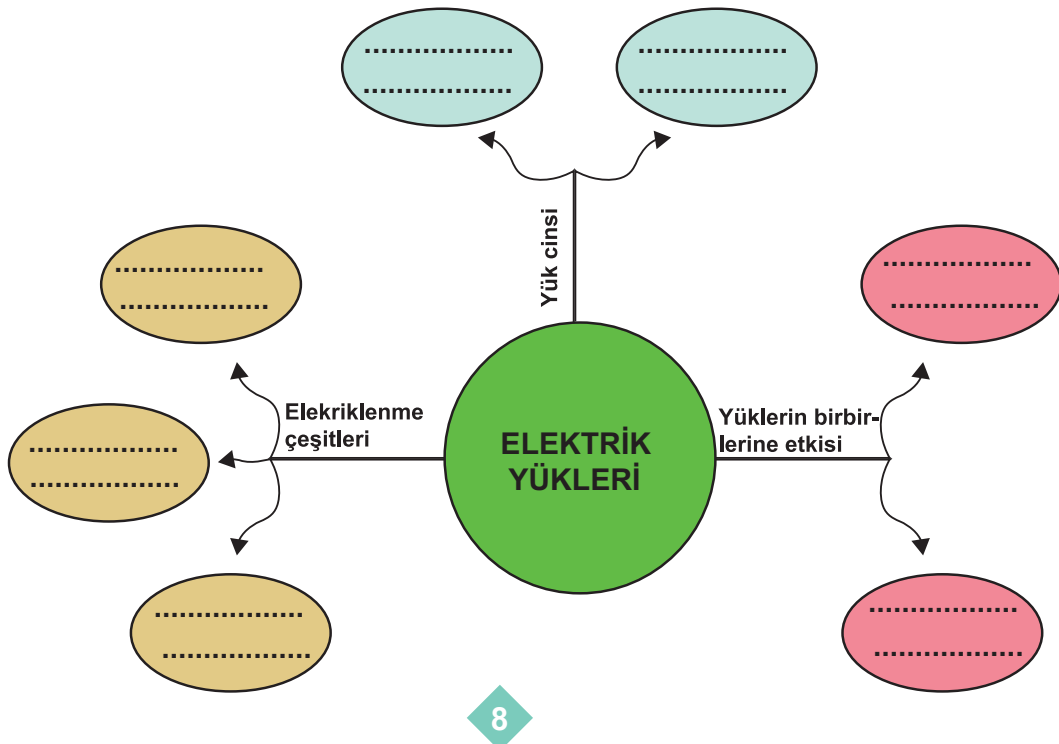 Yük cinsi
Elekriklenme
çeşitleri
ELEKTRİK
YÜKLERİ
Yüklerin birbir-
lerine etkisi
8